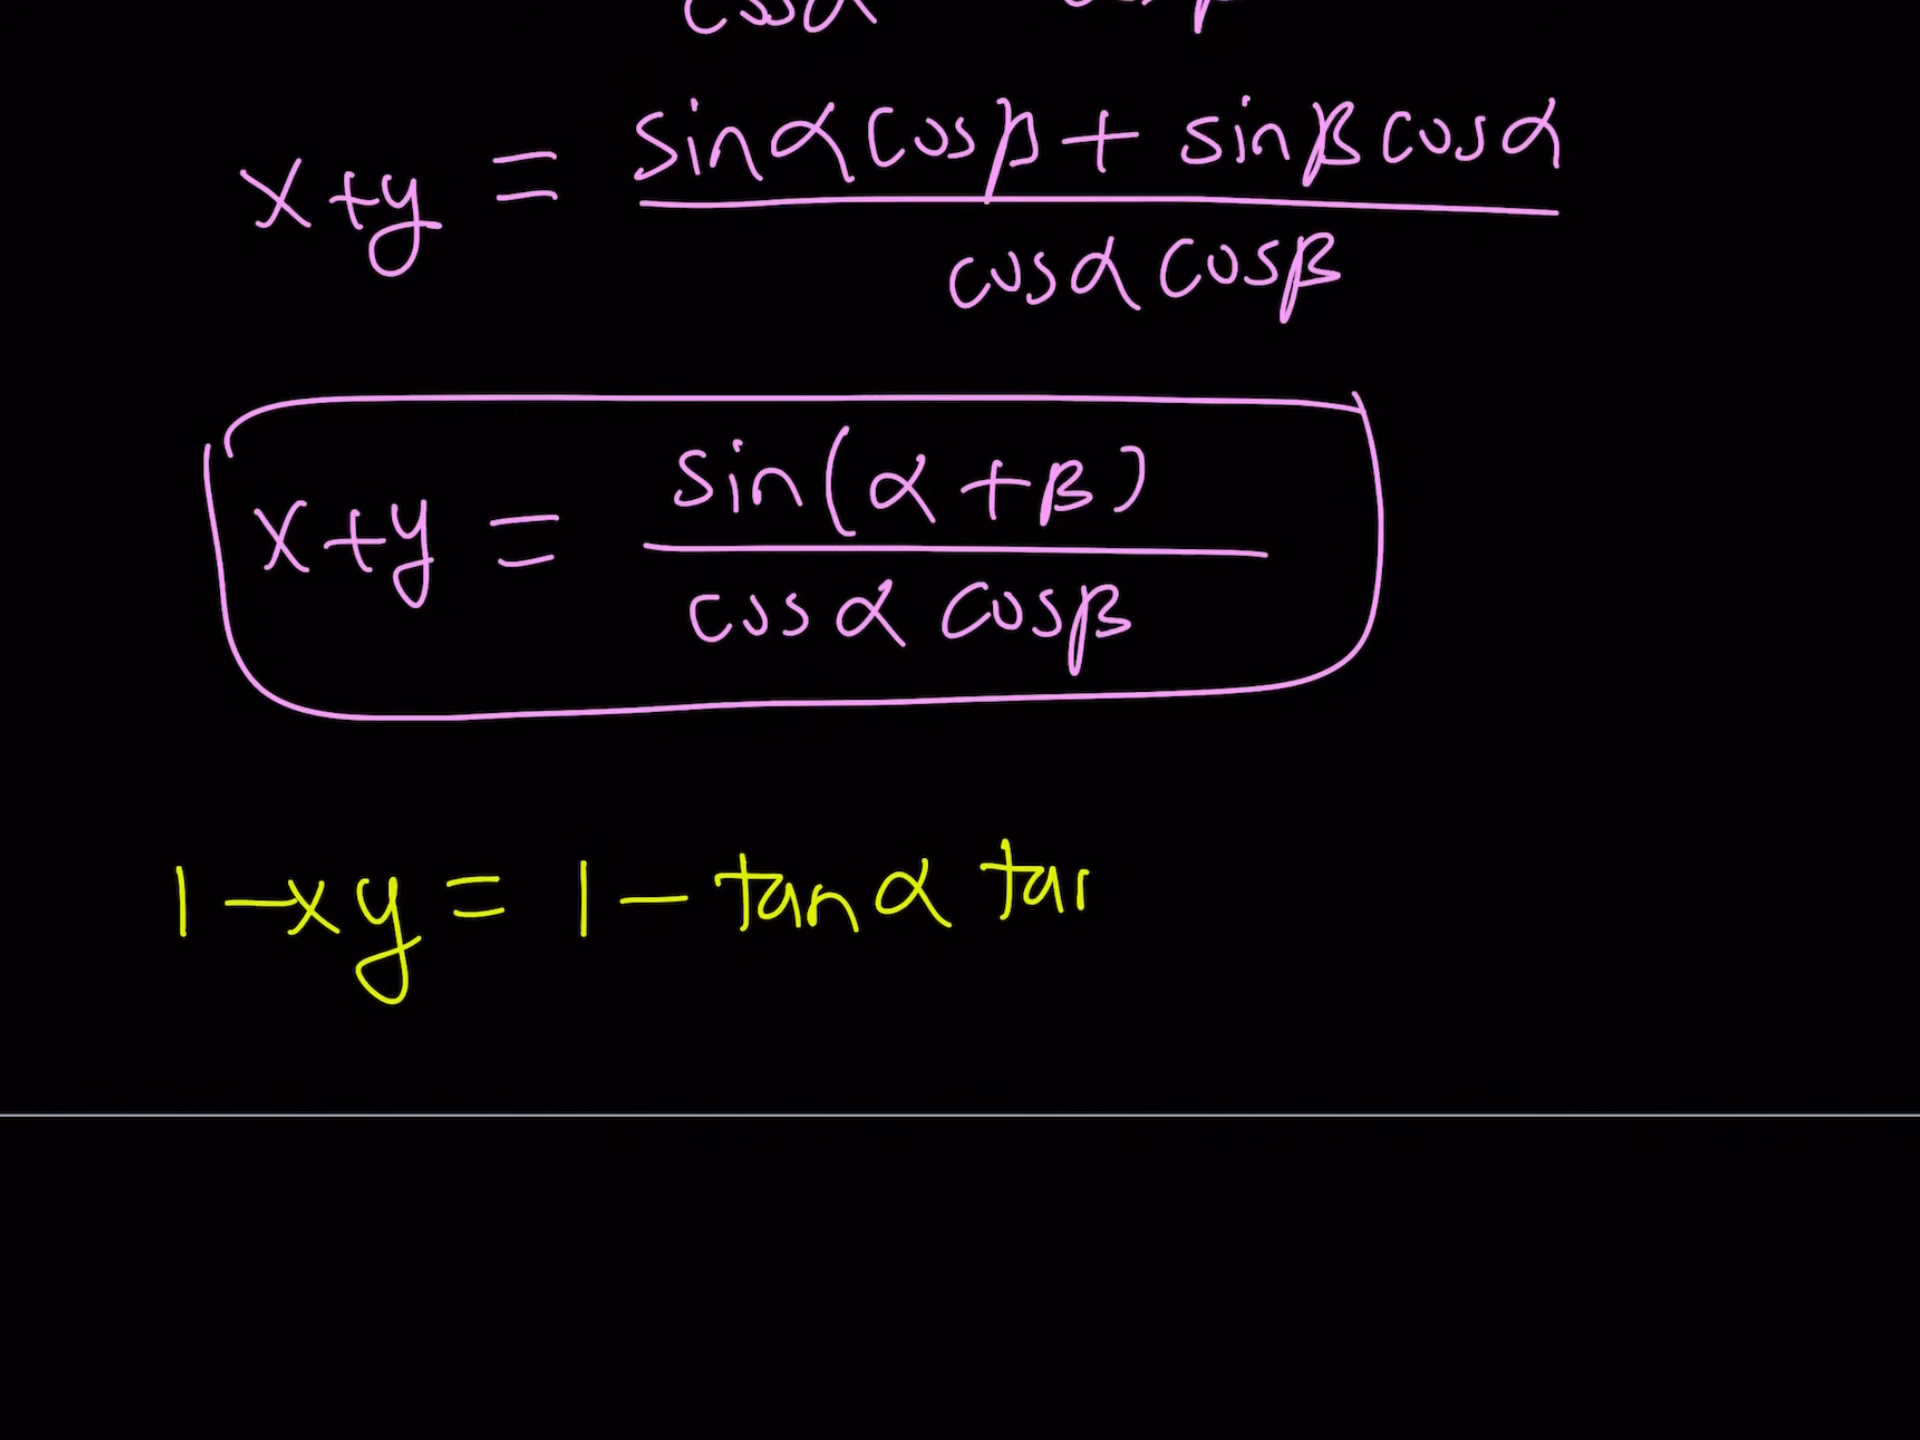 x+y = sinα cosβ + sinβ cosα / cosα cosβ
x+y = sin(α+β) / cosα cosβ
1-xy = 1 - tanα